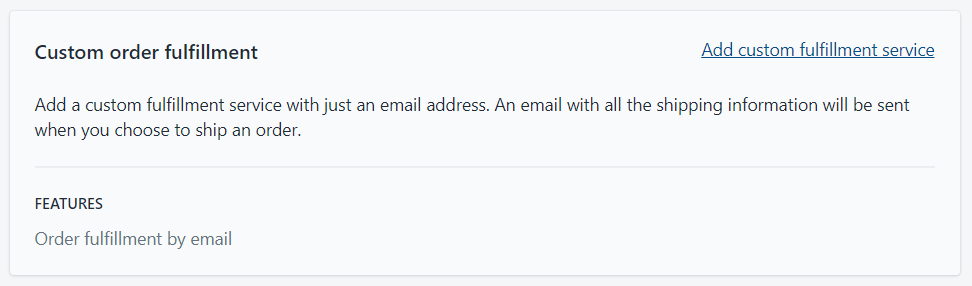 Custom order fulfillment
Add custom fulfillment service
Add a custom fulfillment service with just an email address. An email with all the shipping information will be sent
when you choose to ship an order.
FEATURES
Order fulfillment by email